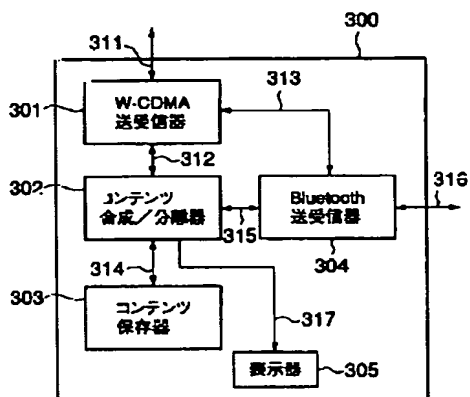 311
300
301
W-CDMA
送受信器
313
312
302
コンテンツ
合成/分離器
315
Bluetooth
送受信器
304
316
314
303
コンテンツ
保存器
317
表示器
305